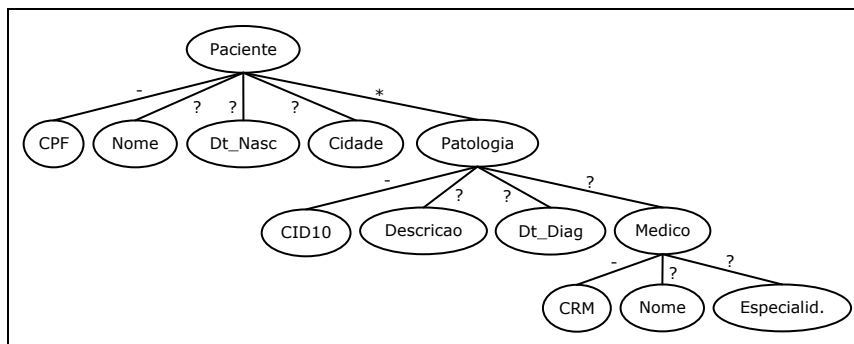 Paciente
- ? ? ? *
CPF Nome Dt_Nasc Cidade Patologia
- ? ? ?
CID10 Descricao Dt_Diag Medico
- ? ?
CRM Nome Especialid.